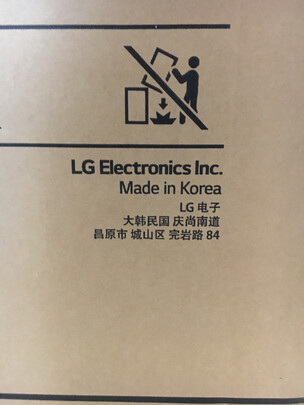 LG Electronics Inc.
Made in Korea
LG 电子
大韩民国 庆尚南道
昌原市 城山区 完岩路 84